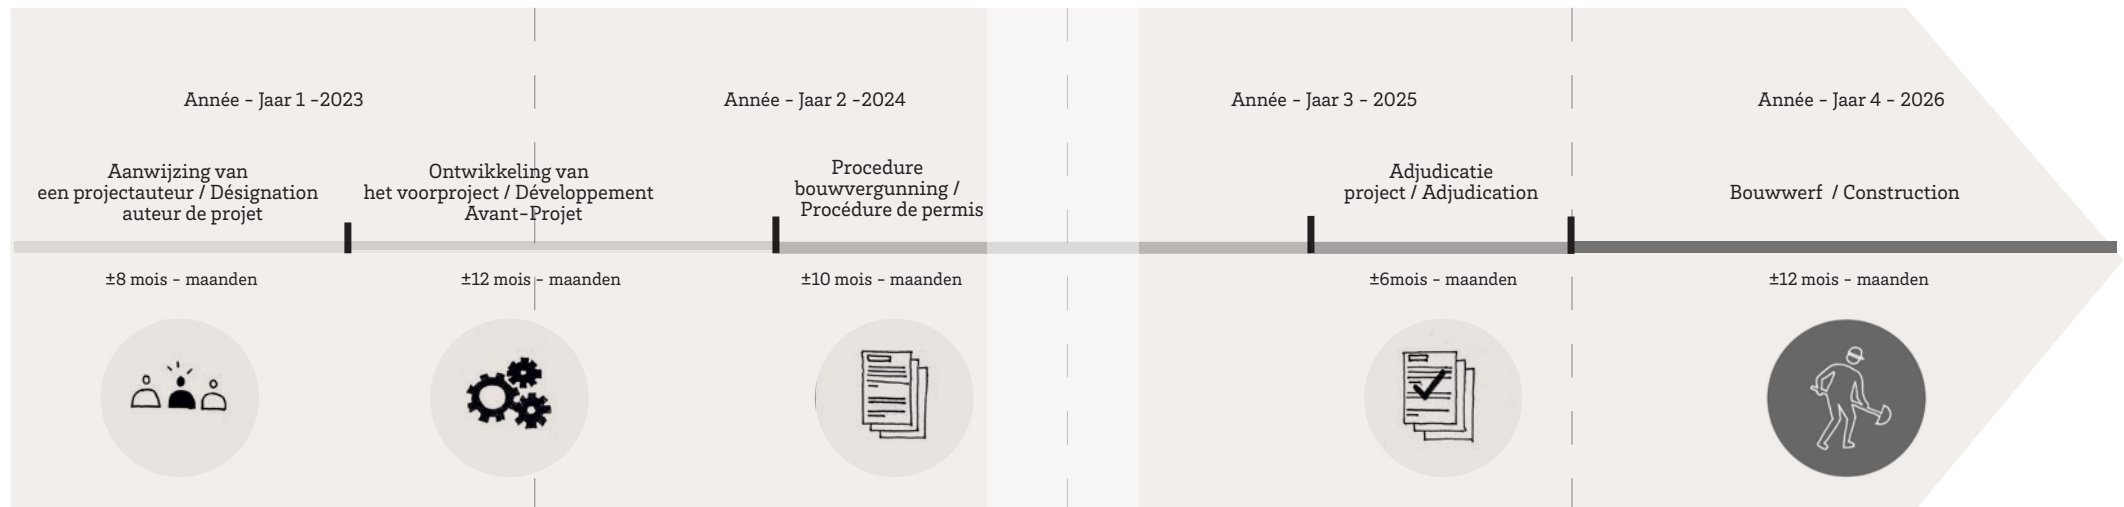 Année - Jaar 1 -2023
Année - Jaar 2 -2024
Année - Jaar 3 - 2025
Année - Jaar 4 - 2026
Aanwijzing van
een projectauteur / Désignation
auteur de projet
Ontwikkeling van
het voorproject / Développement
Avant-Projet
Procedure
bouwvergunning /
Procédure de permis
Adjudicatie
project / Adjudication
Bouwwerf / Construction
±8 mois - maanden
±12 mois - maanden
±10 mois - maanden
±6mois - maanden
±12 mois - maanden